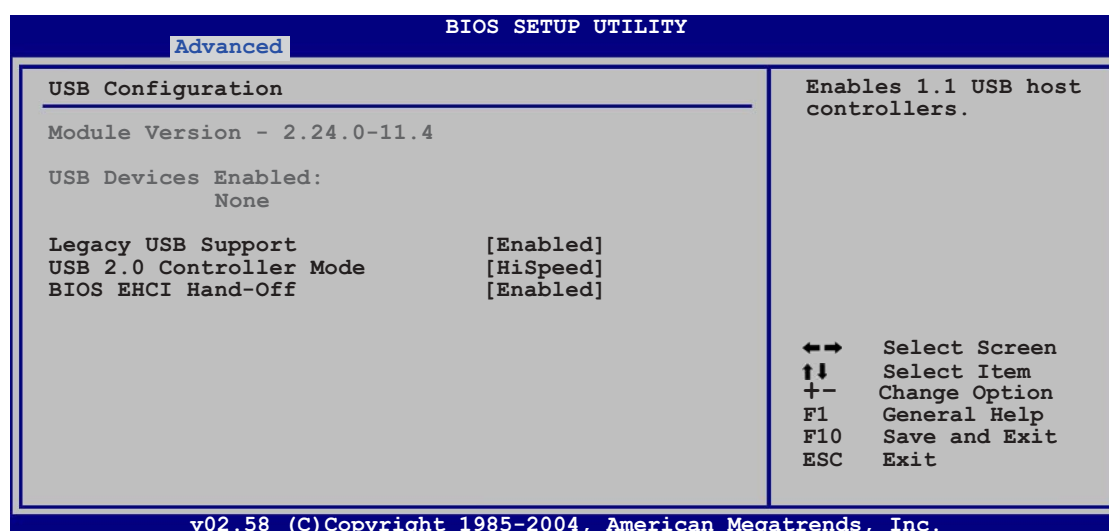 BIOS SETUP UTILITY
Advanced
USB Configuration
Module Version - 2.24.0-11.4
USB Devices Enabled:
None
Legacy USB Support [Enabled]
USB 2.0 Controller Mode [HiSpeed]
BIOS EHCI Hand-Off [Enabled]
Enables 1.1 USB host
controllers.
←→ Select Screen
↑↓ Select Item
+- Change Option
F1 General Help
F10 Save and Exit
ESC Exit
v02.58 (C)Copyright 1985-2004, American Megatrends, Inc.